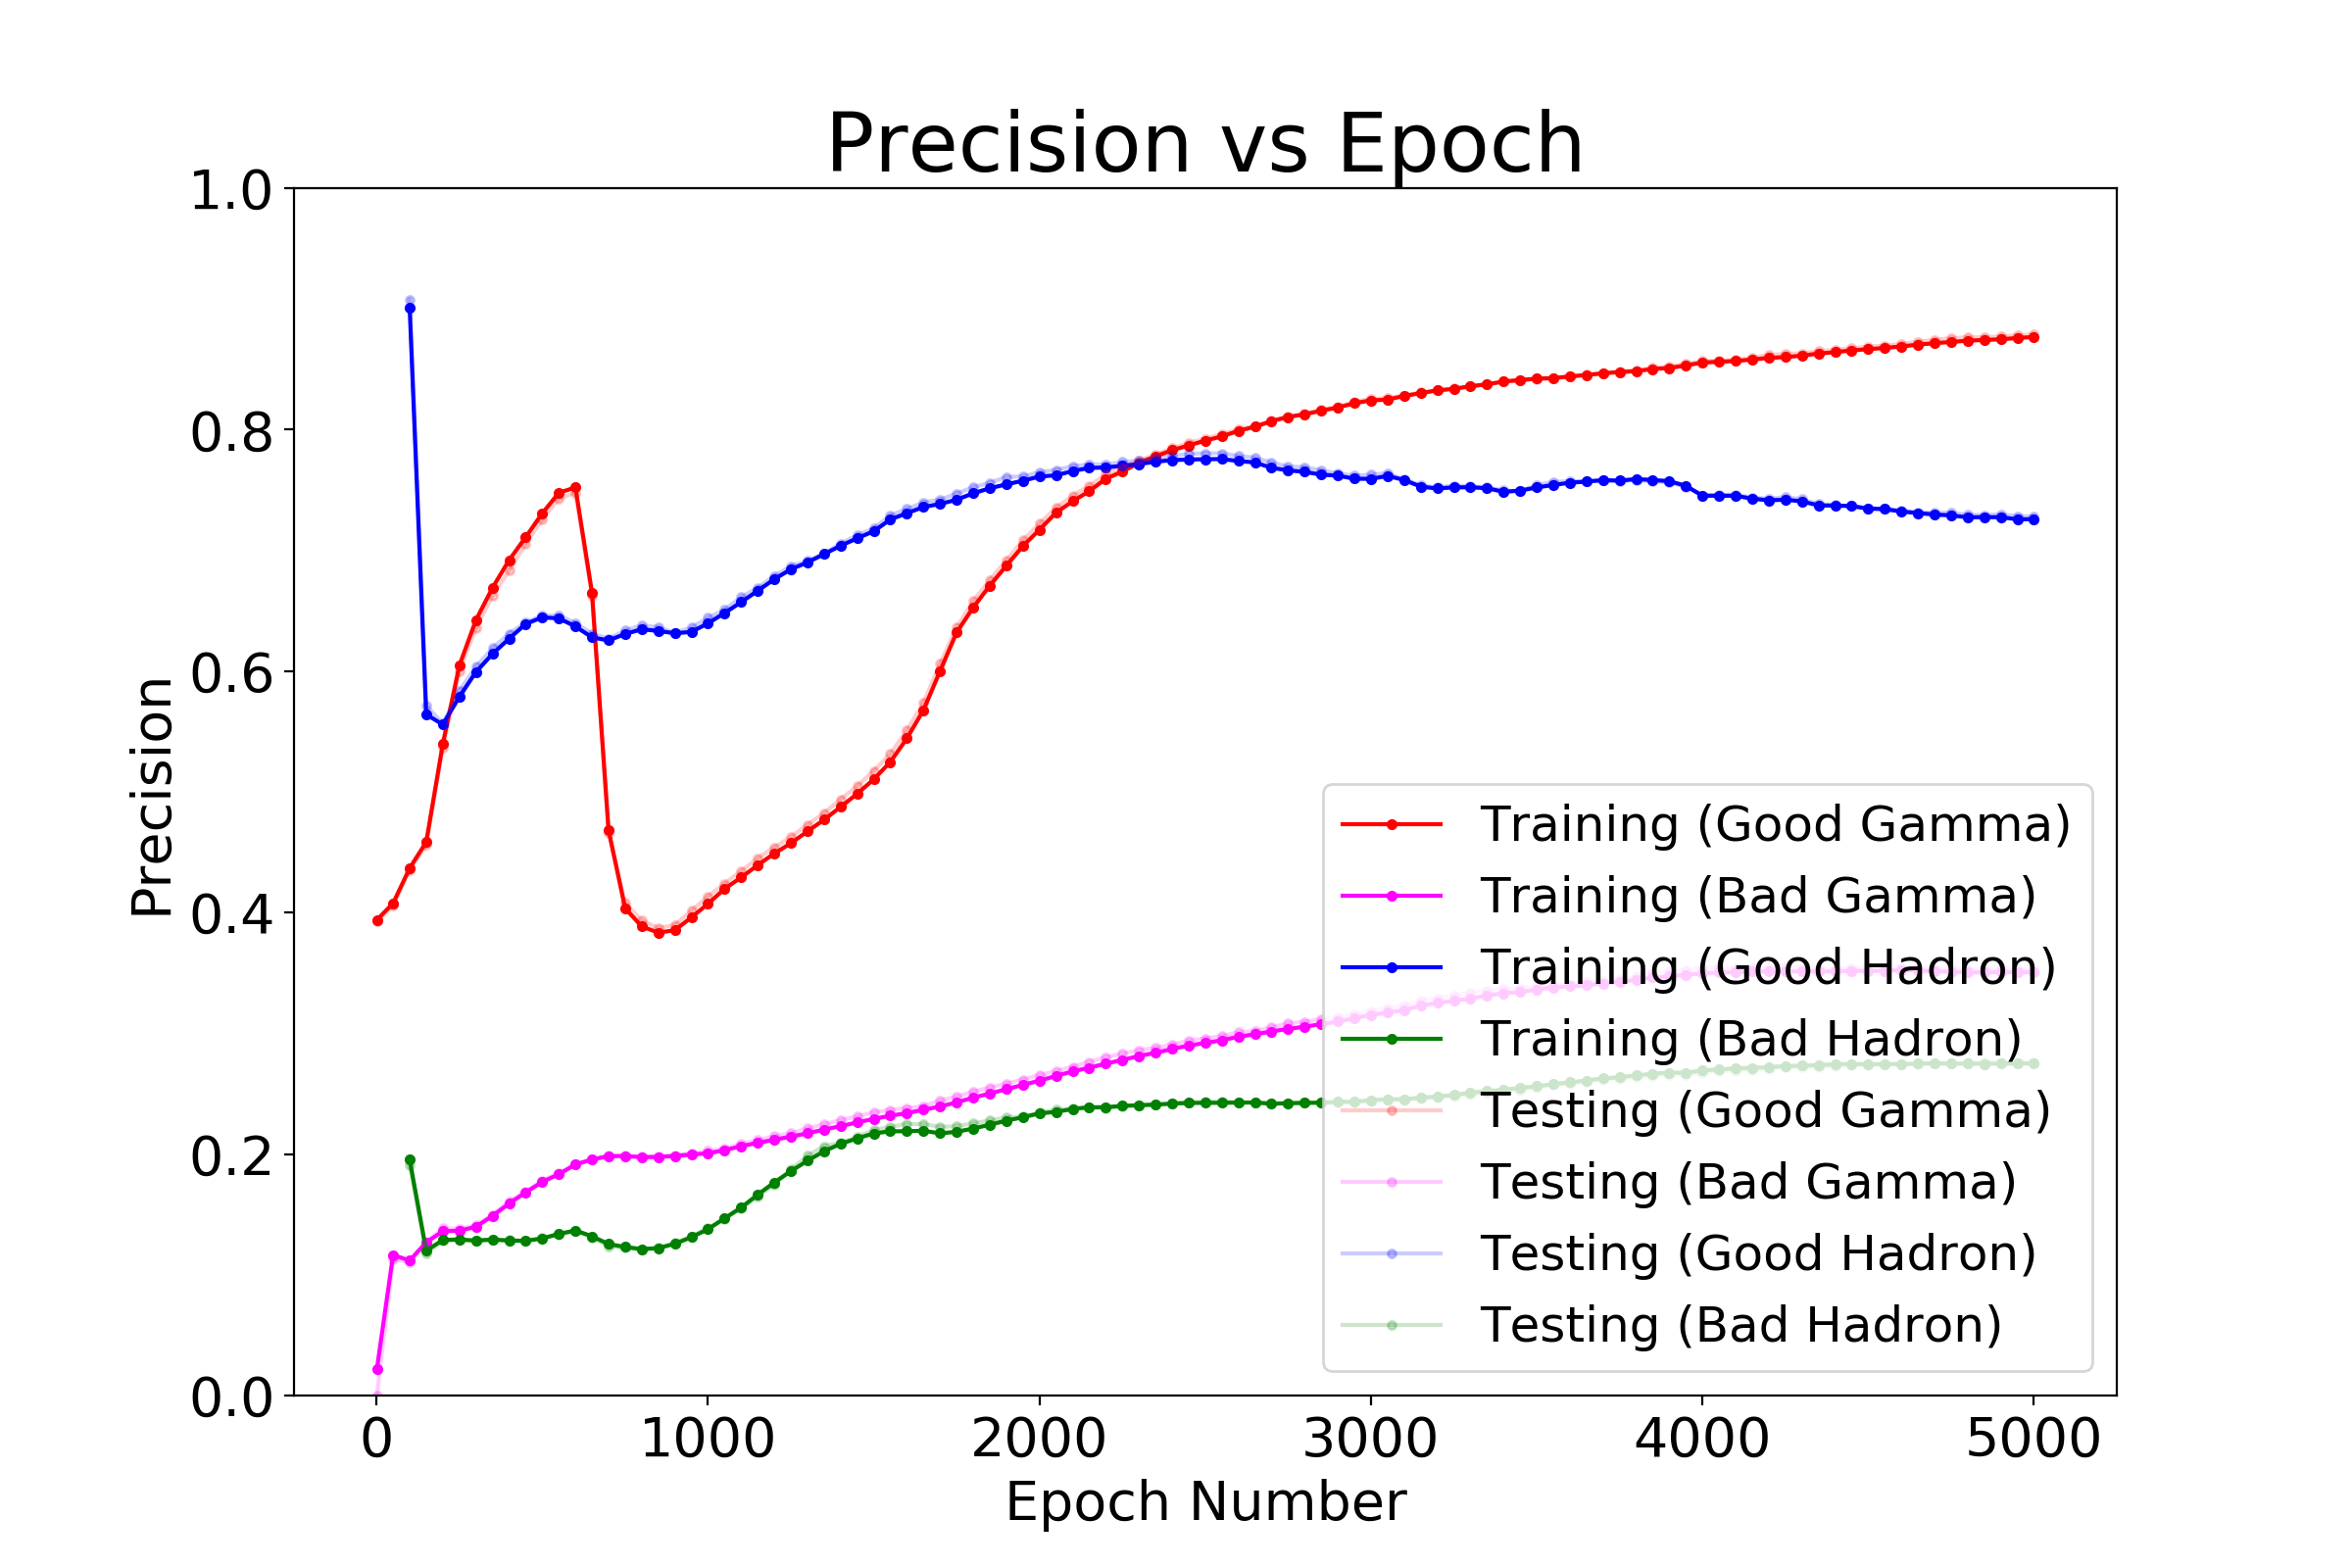 Precision vs Epoch
1.0
0.8
0.6
0.4
0.2
0.0
Precision
Training (Good Gamma)
Training (Bad Gamma)
Training (Good Hadron)
Training (Bad Hadron)
Testing (Good Gamma)
Testing (Bad Gamma)
Testing (Good Hadron)
Testing (Bad Hadron)
0 1000 2000 3000 4000 5000
Epoch Number